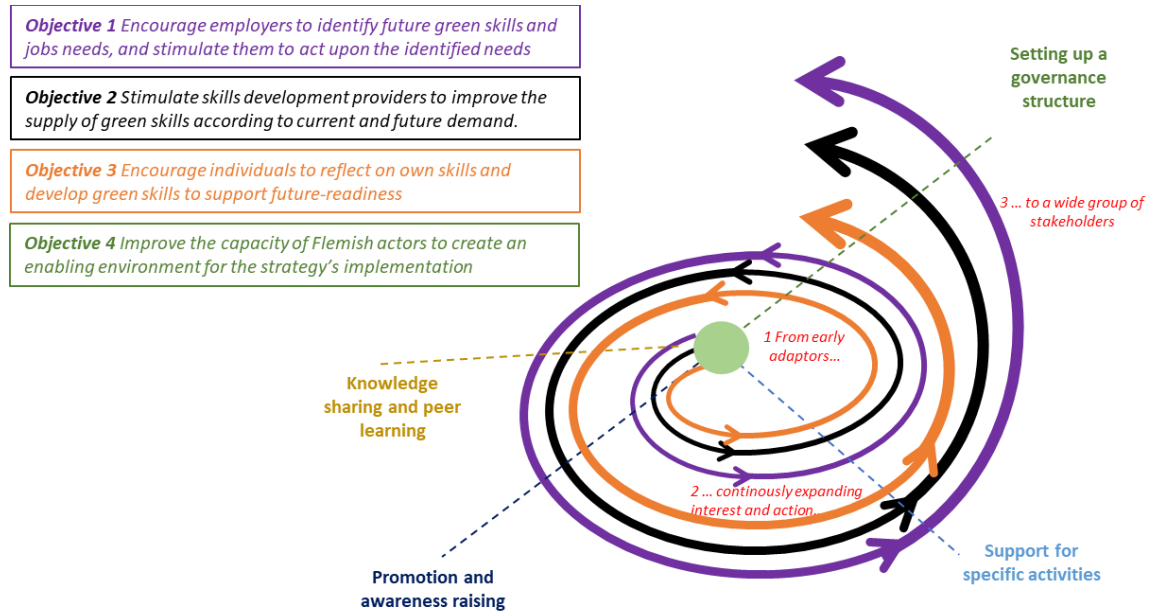 Objective 1 Encourage employers to identify future green skills and
jobs needs, and stimulate them to act upon the identified needs
Objective 2 Stimulate skills development providers to improve the
supply of green skills according to current and future demand.
Objective 3 Encourage individuals to reflect on own skills and
develop green skills to support future-readiness
Objective 4 Improve the capacity of Flemish actors to create an
enabling environment for the strategy's implementation
Setting up a
governance
structure
3 ... to a wide group of
stakeholders
1 From early
adaptors...
Knowledge
sharing and peer
learning
2 ... continously expanding
interest and action...
Support for
specific activities
Promotion and
awareness raising